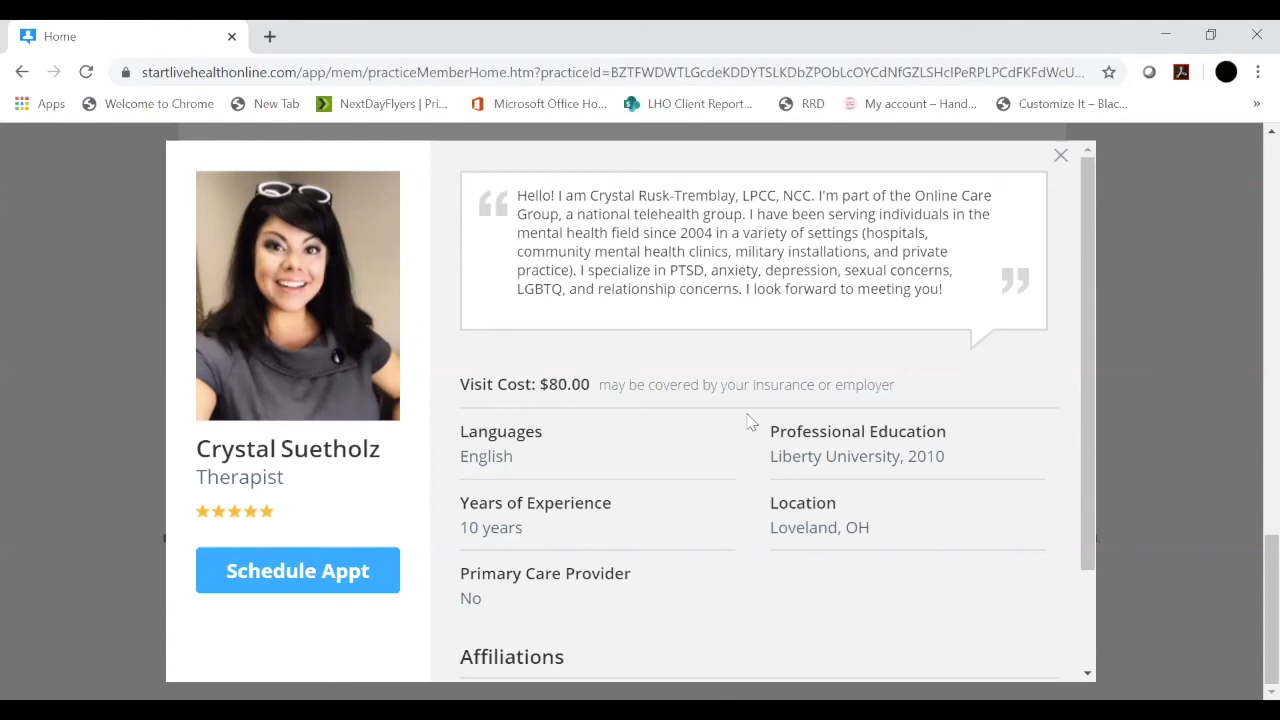 Home
startlivehealthonline.com/app/mem/practiceMemberHome.htm?practiceId=BZTFWDWTLGcdeKDDYTSLKDbZPObLcOYCdNfGZLSHcIPeRPLPCdFKFdWcU...
Apps Welcome to Chrome New Tab NextDayFlyers | Pri... Microsoft Office Ho... LHO Client Report... RRD My account – Hand... Customize It – Blac... »
“ Hello! I am Crystal Rusk-Tremblay, LPCC, NCC. I'm part of the Online Care
Group, a national telehealth group. I have been serving individuals in the
mental health field since 2004 in a variety of settings (hospitals,
community mental health clinics, military installations, and private
practice). I specialize in PTSD, anxiety, depression, sexual concerns,
LGBTQ, and relationship concerns. I look forward to meeting you! ”
Crystal Suetholz
Therapist
Schedule Appt
Visit Cost: $80.00 may be covered by your insurance or employer
Languages
English
Professional Education
Liberty University, 2010
Years of Experience
10 years
Location
Loveland, OH
Primary Care Provider
No
Affiliations